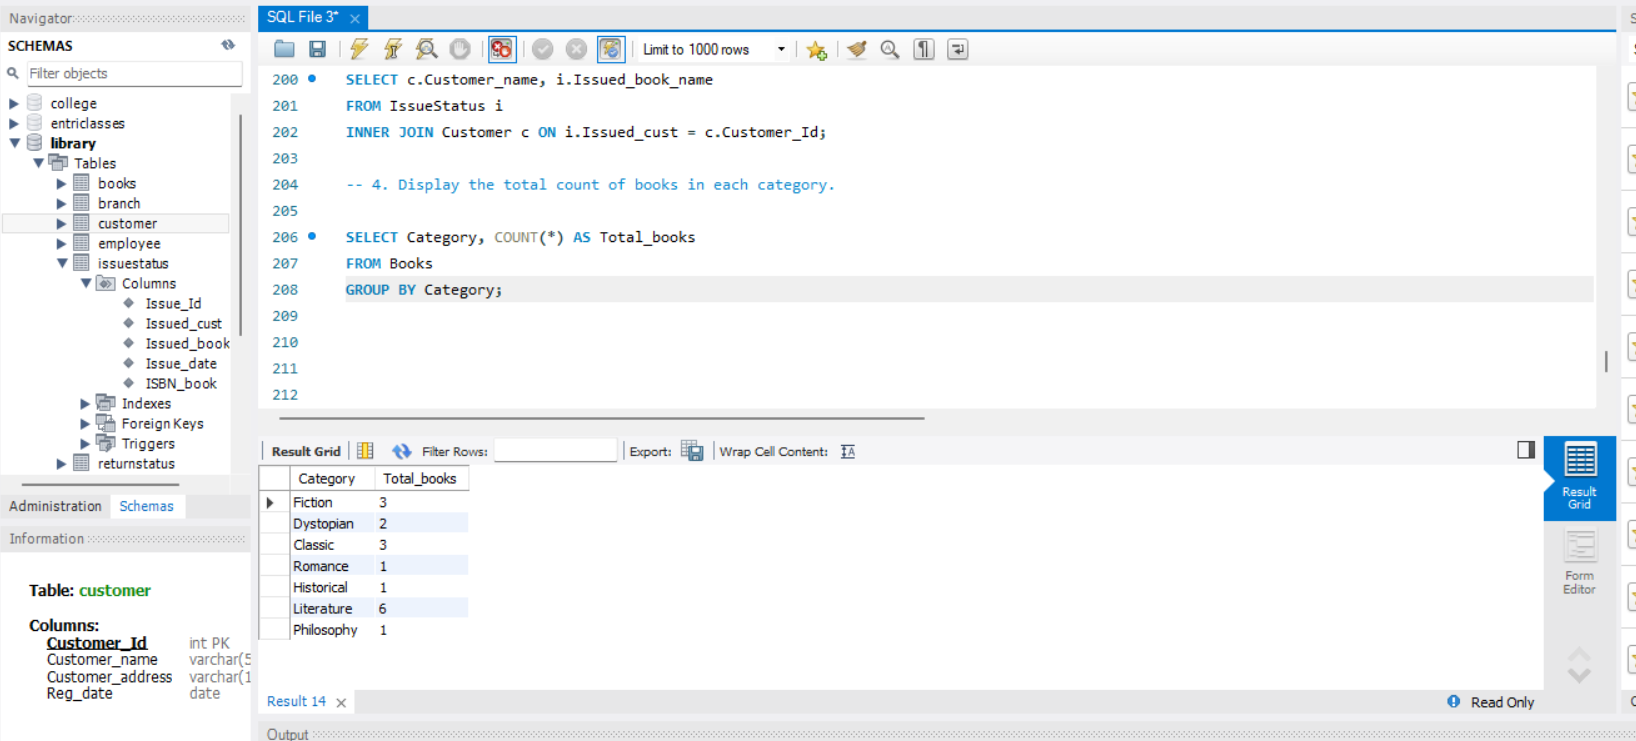 Navigator
SCHEMAS
Filter objects
college
entriclasses
library
Tables
books
branch
customer
employee
issuestatus
Columns
Issue_Id
Issued_cust
Issued_book
Issue_date
ISBN_book
Indexes
Foreign Keys
Triggers
returnstatus
Administration Schemas
Information
Table: customer
Columns:
Customer_Id int PK
Customer_name varchar(5
Customer_address varchar(1
Reg_date date
SQL File 3*
Limit to 1000 rows
200 SELECT c.Customer_name, i.Issued_book_name
201 FROM IssueStatus i
202 INNER JOIN Customer c ON i.Issued_cust = c.Customer_Id;
203
204 -- 4. Display the total count of books in each category.
205
206 SELECT Category, COUNT(*) AS Total_books
207 FROM Books
208 GROUP BY Category;
209
210
211
212
Result Grid Filter Rows: Export: Wrap Cell Content:
Category Total_books
Fiction 3
Dystopian 2
Classic 3
Romance 1
Historical 1
Literature 6
Philosophy 1
Result
Grid
Form
Editor
Result 14
Read Only
Output